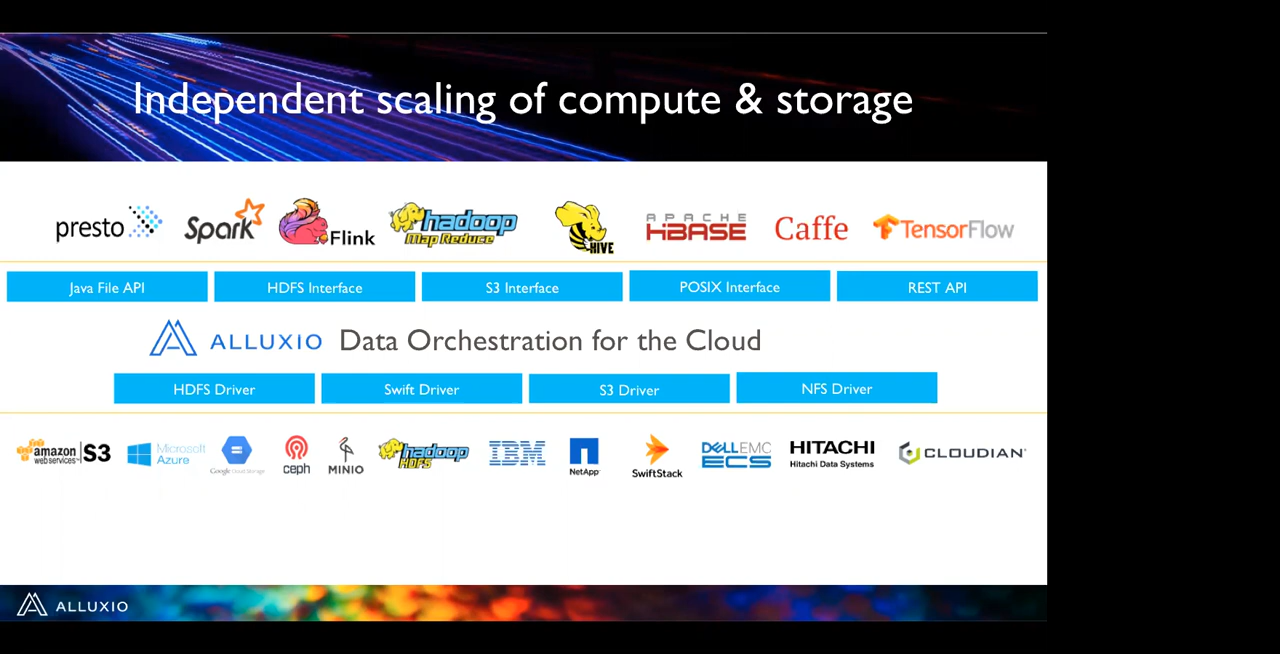 Independent scaling of compute & storage
presto Spark Flink hadoop Map Reduce HIVE APACHE HBASE Caffe TensorFlow
Java File API HDFS Interface S3 Interface POSIX Interface REST API
ALLUXIO Data Orchestration for the Cloud
HDFS Driver Swift Driver S3 Driver NFS Driver
amazon web services S3 Microsoft Azure Google Cloud Storage ceph MINIO hadoop HDFS IBM NetApp SwiftStack DELL EMC ECS HITACHI Hitachi Data Systems CLOUDIAN
ALLUXIO